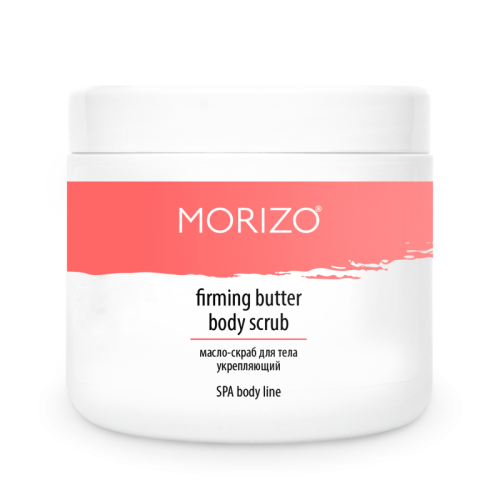 MORIZO®
firming butter
body scrub
масло-скраб для тела
укрепляющий
SPA body line